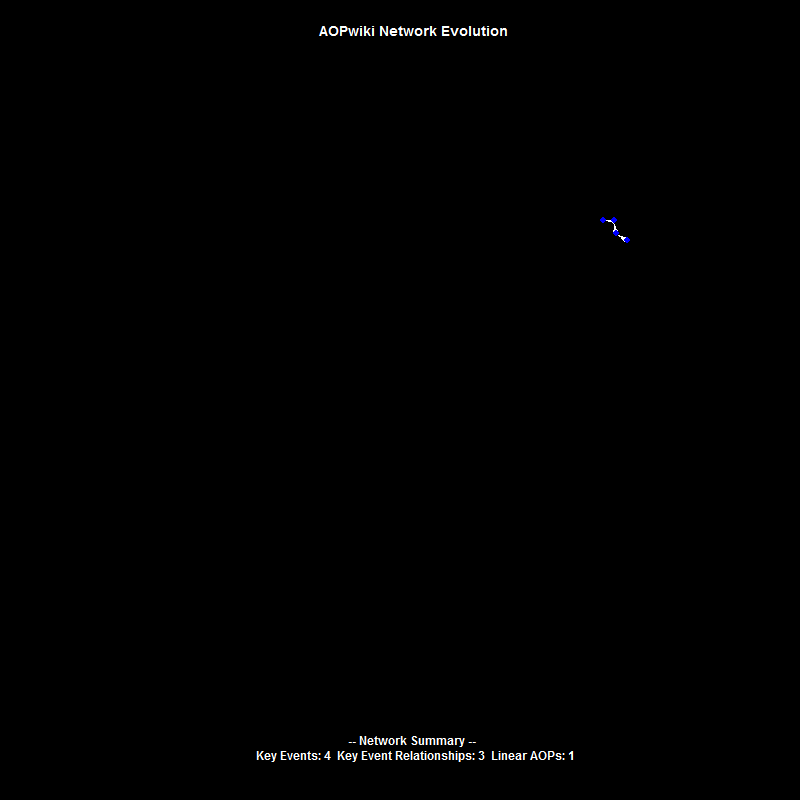 AOPwiki Network Evolution
-- Network Summary --
Key Events: 4  Key Event Relationships: 3  Linear AOPs: 1